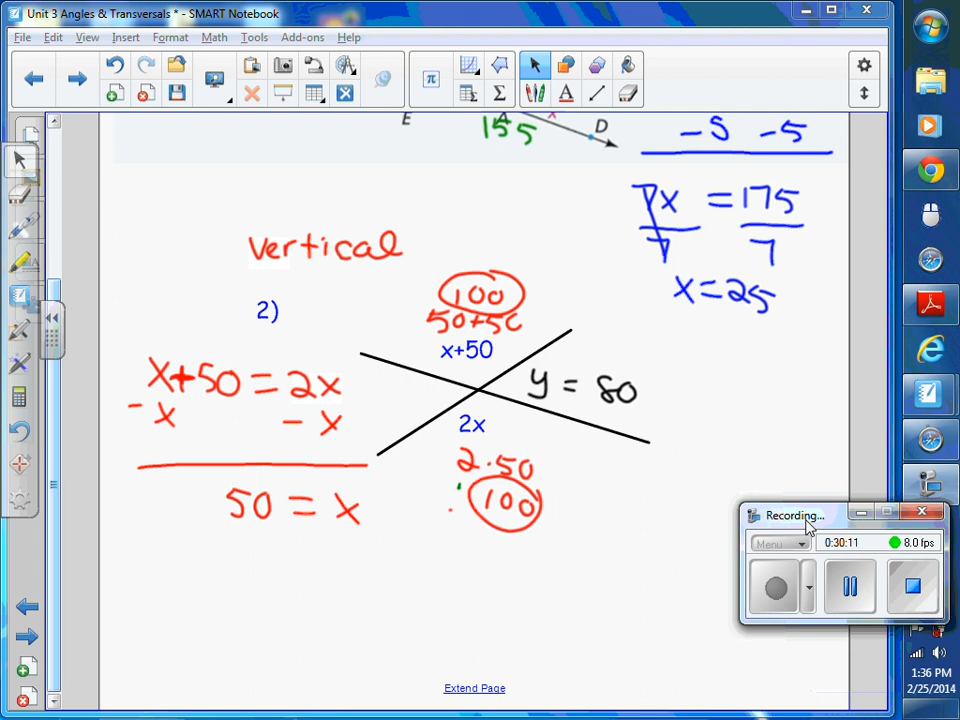 Unit 3 Angles & Transversals * - SMART Notebook
File Edit View Insert Format Math Tools Add-ons Help
E A x D
155
-5 -5
7x = 175
7 7
x = 25
vertical
2)
100
50+50
x+50
x+50 = 2x
-x -x
50 = x
y = 80
2x
2·50
100
Recording...
Menu 0:30:11 8.0 fps
Extend Page
1:36 PM
2/25/2014